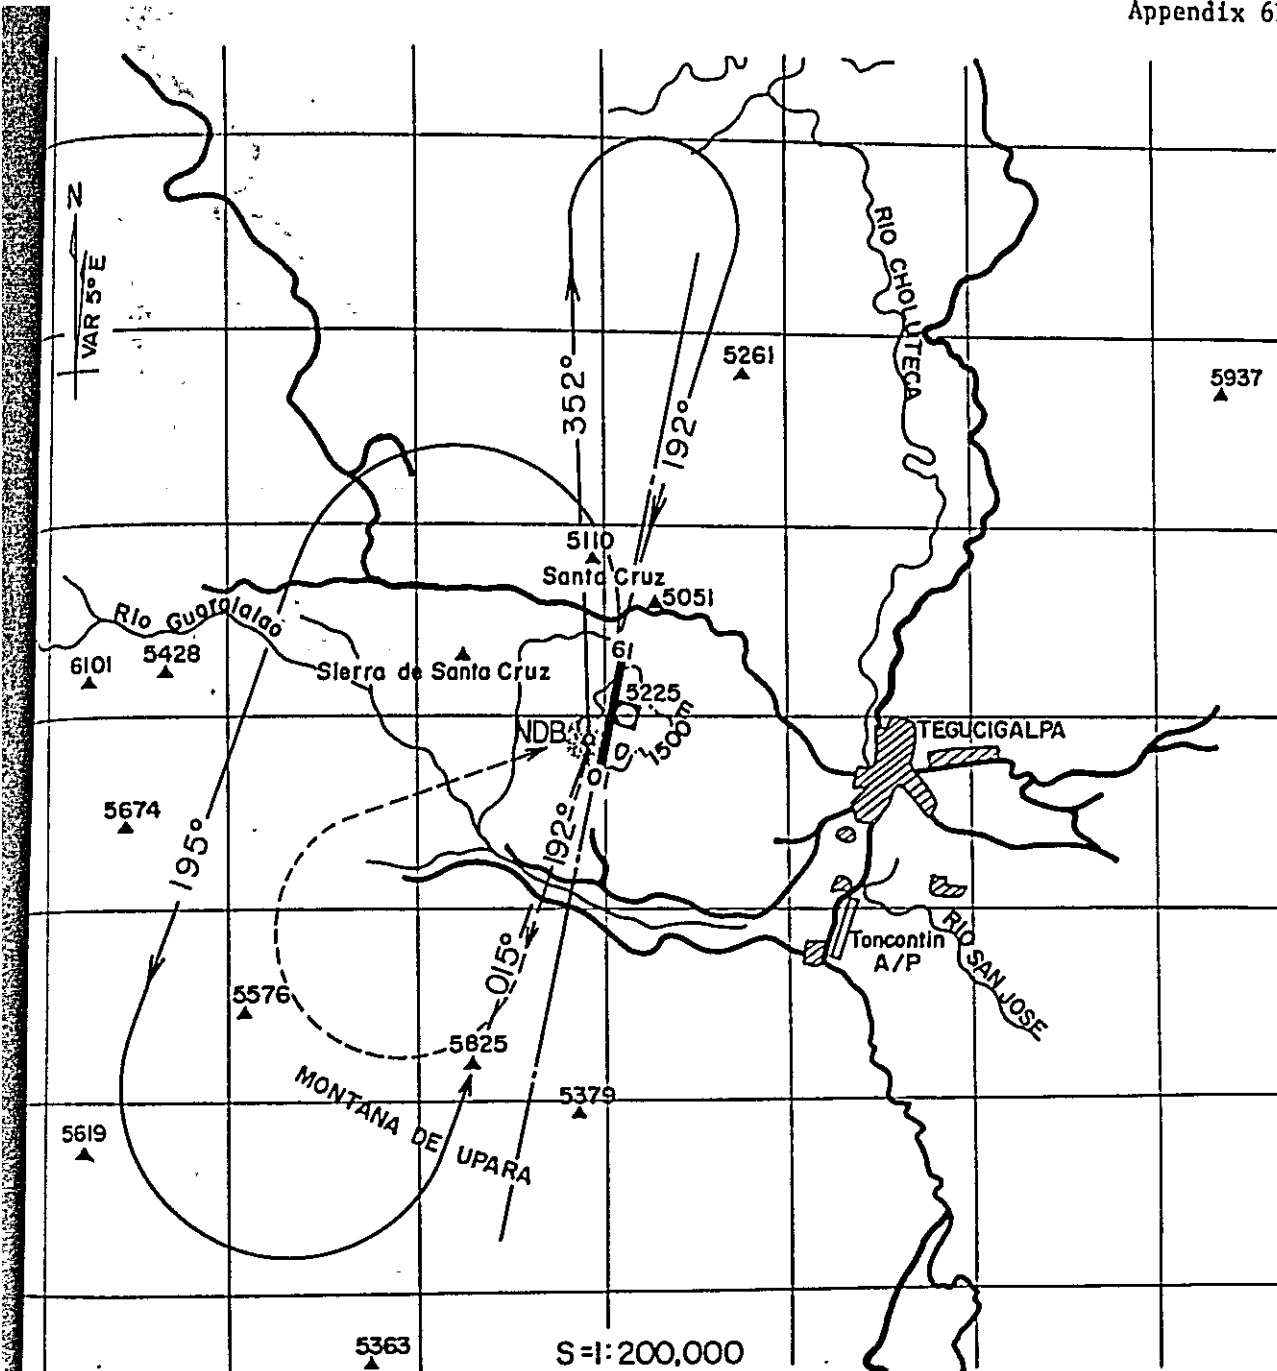 Appendix 6
N
VAR 5°E
RIO CHOLUTECA
5261
5937
352°
192°
5110
Santa Cruz
5051
Rio Guaralalao
6101
5428
Sierra de Santa Cruz
61
5225
1500m
NDB
TEGUCIGALPA
5674
195°
192°
015°
Toncontin
A/P
RIO SAN JOSE
5576
5825
MONTANA DE UPARA
5379
5619
5363
S=1:200,000